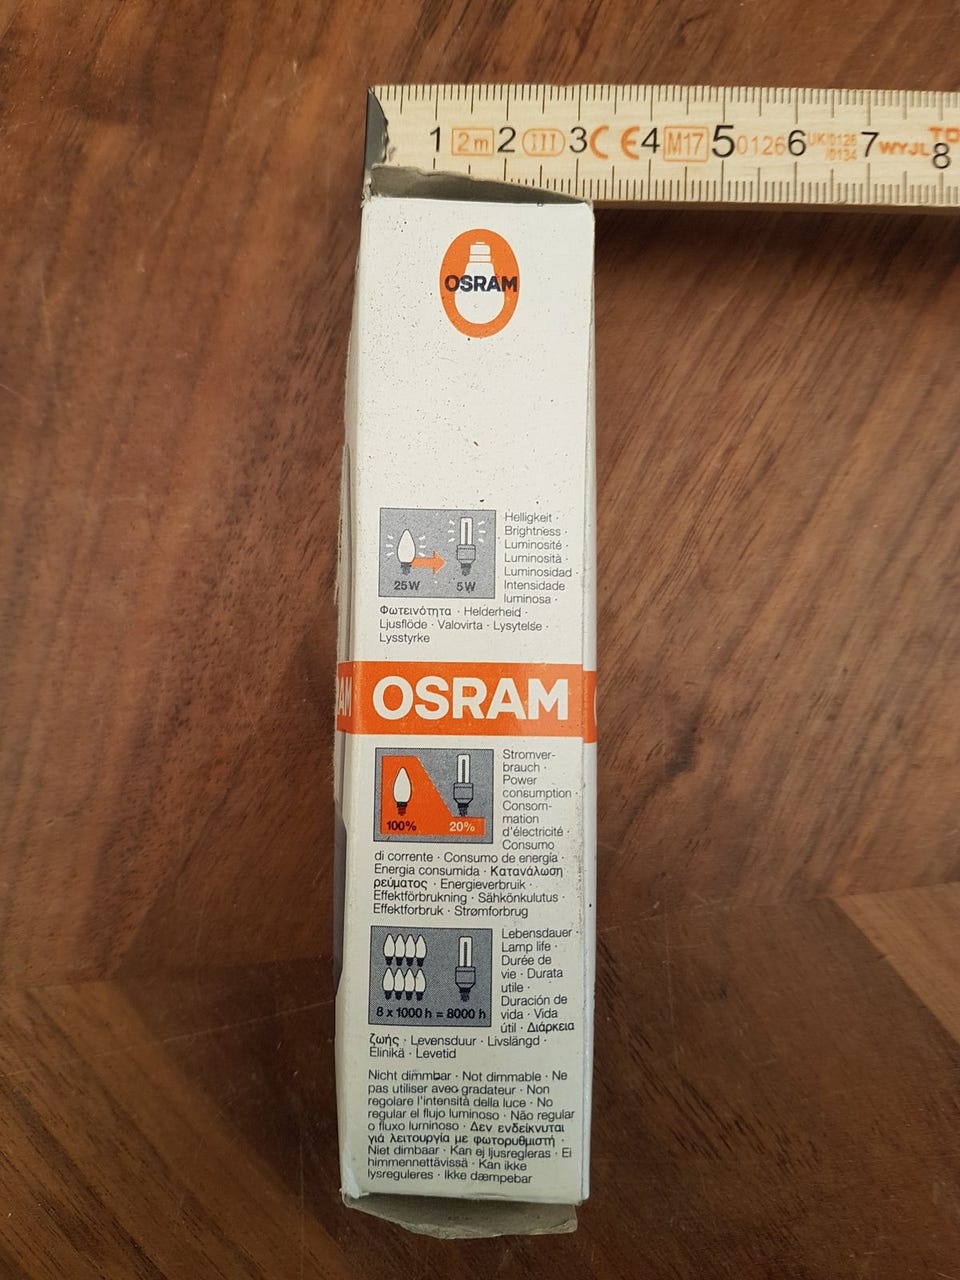 1 2m 2 III 3 CE 4 M17 5 0126 6 UK 0126 0134 7 WYJL 8
OSRAM
25W 5W
Helligkeit ·
Brightness ·
Luminosité ·
Luminosità ·
Luminosidad ·
Intensidade
luminosa ·
Φωτεινότητα · Helderheid ·
Ljusflöde · Valovirta · Lysytelse ·
Lysstyrke
AM OSRAM
100% 20%
Stromver-
brauch ·
Power
consumption ·
Consom-
mation
d'électricité ·
Consumo
di corrente · Consumo de energía ·
Energia consumida · Κατανάλωση
ρεύματος · Energieverbruik ·
Effektförbrukning · Sähkönkulutus ·
Effektforbruk · Strømforbrug
8 x 1000 h = 8000 h
Lebensdauer ·
Lamp life ·
Durée de
vie · Durata
utile ·
Duración de
vida · Vida
útil · Διάρκεια
ζωής · Levensduur · Livslängd ·
Elinikä · Levetid
Nicht dimmbar · Not dimmable · Ne
pas utiliser avec gradateur · Non
regolare l'intensità della luce · No
regular el flujo luminoso · Não regular
o fluxo luminoso · Δεν ενδείκνυται
γιά λειτουργία με φωτορυθμιστή ·
Niet dimbaar · Kan ej ljusregleras · Ei
himmennettävissä · Kan ikke
lysreguleres · Ikke dæmpebar